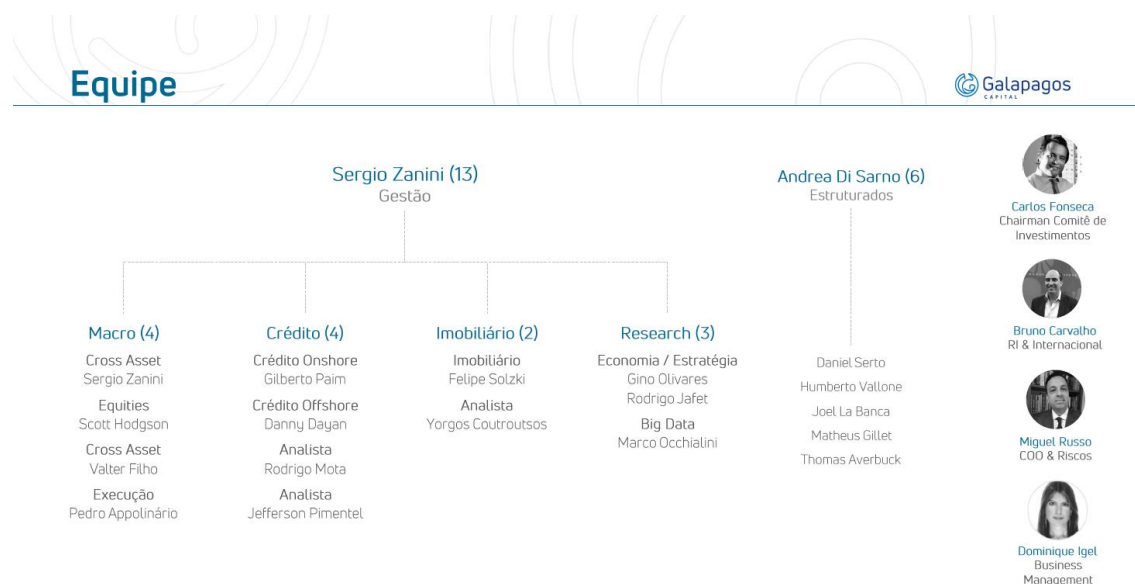 Equipe
Galapagos
CAPITAL
Sergio Zanini (13)
Gestão
Andrea Di Sarno (6)
Estruturados
Macro (4)
Cross Asset
Sergio Zanini
Equities
Scott Hodgson
Cross Asset
Valter Filho
Execução
Pedro Appolinário
Crédito (4)
Crédito Onshore
Gilberto Paim
Crédito Offshore
Danny Dayan
Analista
Rodrigo Mota
Analista
Jefferson Pimentel
Imobiliário (2)
Imobiliário
Felipe Solzki
Analista
Yorgos Coutroutsos
Research (3)
Economia / Estratégia
Gino Olivares
Rodrigo Jafet
Big Data
Marco Occhialini
Daniel Serto
Humberto Vallone
Joel La Banca
Matheus Gillet
Thomas Averbuck
Carlos Fonseca
Chairman Comitê de
Investimentos
Bruno Carvalho
RI & Internacional
Miguel Russo
COO & Riscos
Dominique Igel
Business
Management